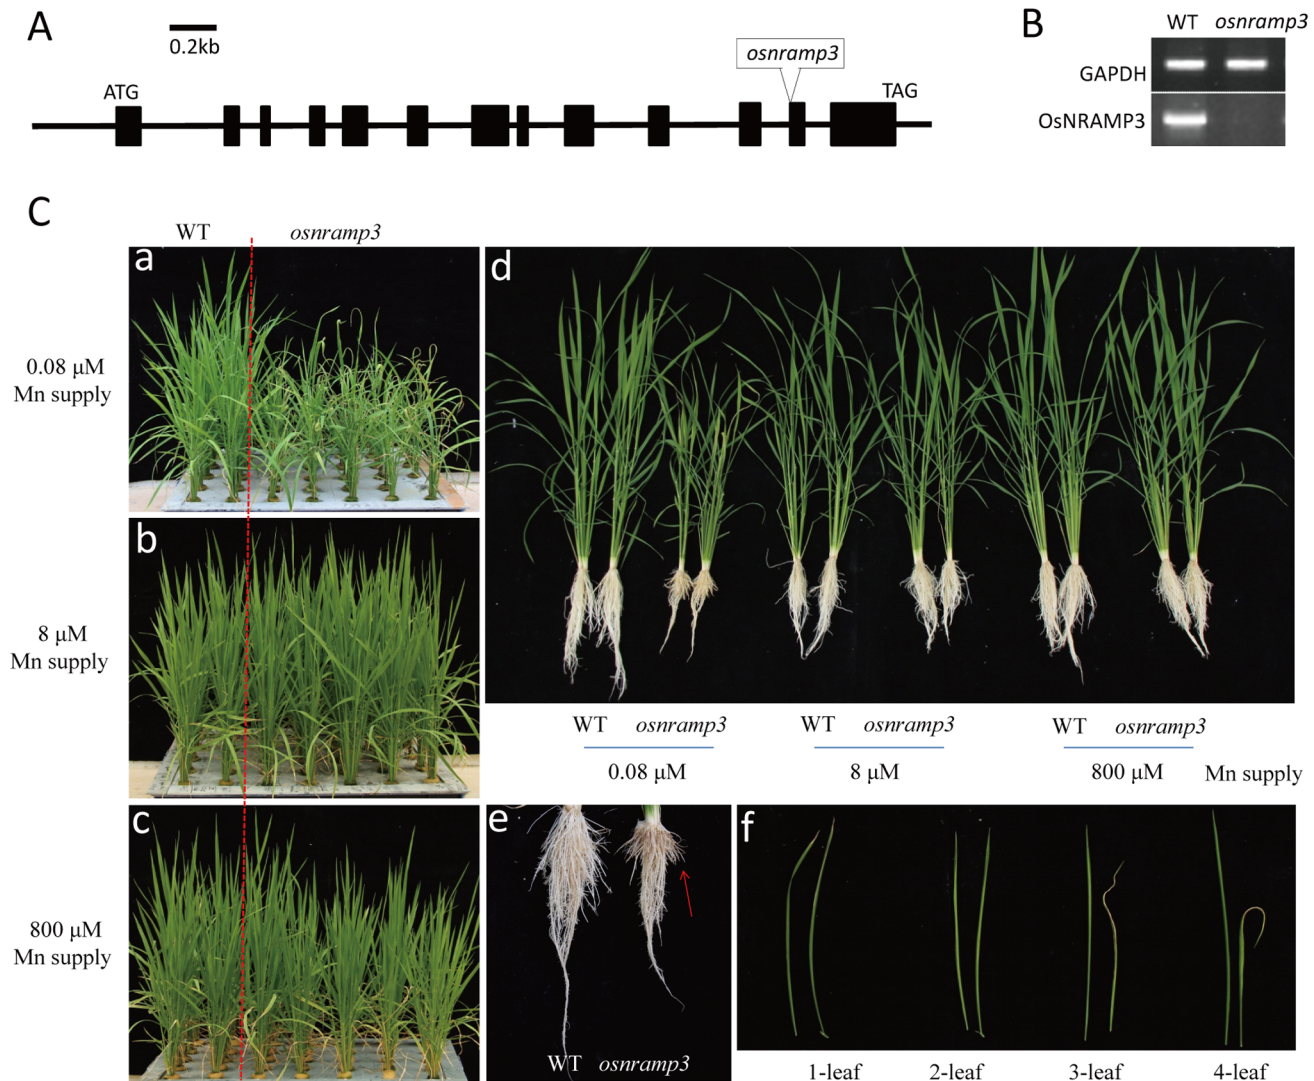 A
0.2kb
ATG
osnramp3
TAG
B
WT osnramp3
GAPDH
OsNRAMP3
C
WT osnramp3
a
0.08 μM
Mn supply
b
8 μM
Mn supply
c
800 μM
Mn supply
d
WT osnramp3 WT osnramp3 WT osnramp3
0.08 μM 8 μM 800 μM Mn supply
e
WT osnramp3
f
1-leaf 2-leaf 3-leaf 4-leaf